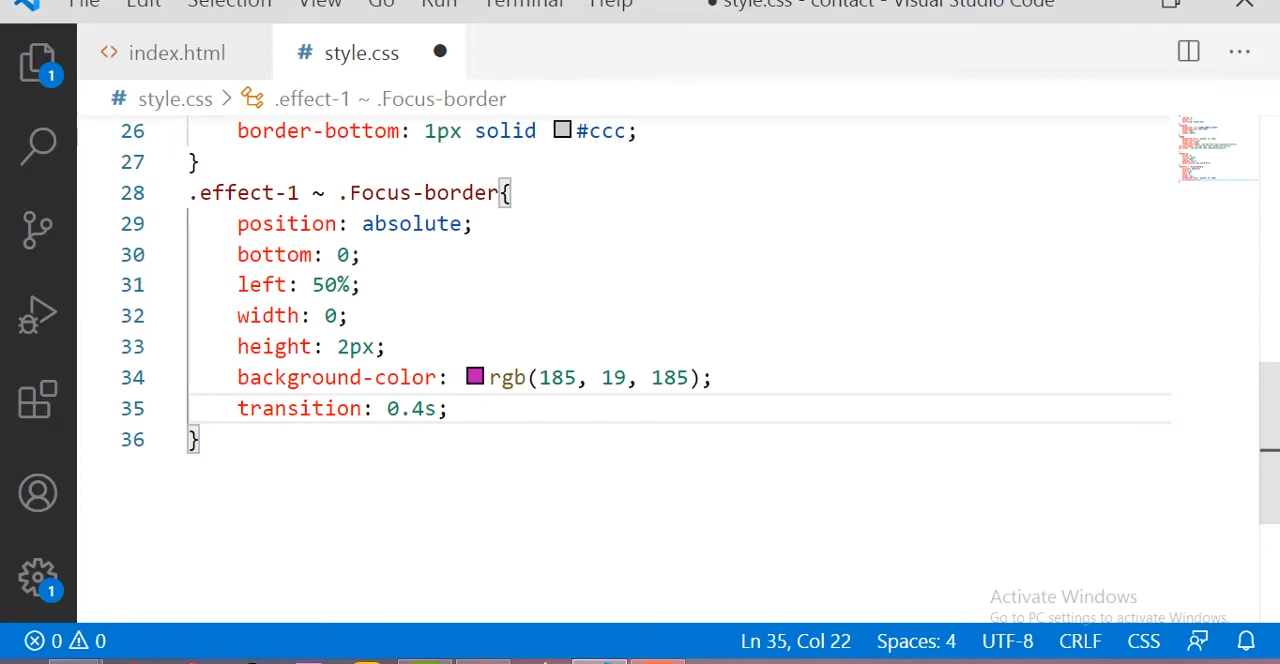 File Edit Selection View Go Run Terminal Help ● style.css - contact - Visual Studio Code
<> index.html # style.css ●
# style.css > .effect-1 ~ .Focus-border
26 border-bottom: 1px solid #ccc;
27 }
28 .effect-1 ~ .Focus-border{
29 position: absolute;
30 bottom: 0;
31 left: 50%;
32 width: 0;
33 height: 2px;
34 background-color: rgb(185, 19, 185);
35 transition: 0.4s;
36 }
1
1
Activate Windows
Go to PC settings to activate Windows.
0 0 Ln 35, Col 22 Spaces: 4 UTF-8 CRLF CSS